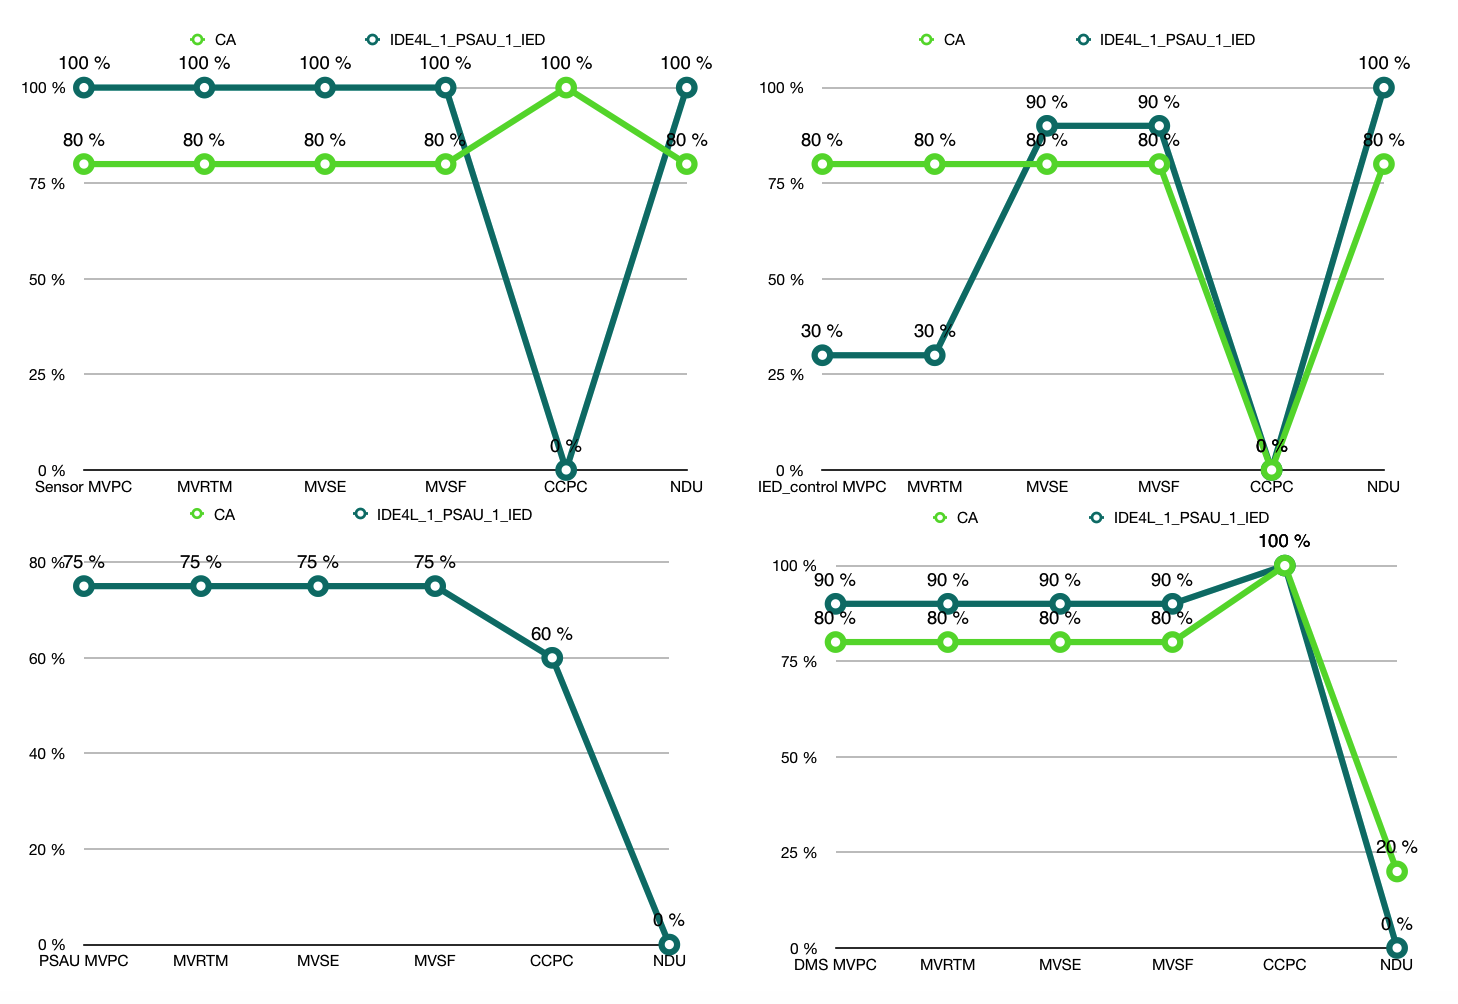 CA IDE4L_1_PSAU_1_IED
100 % 100 % 100 % 100 % 100 % 100 %
100 %
80 % 80 % 80 % 80 % 80 %
75 %
50 %
25 %
0 %
0 %
Sensor MVPC MVRTM MVSE MVSF CCPC NDU
CA IDE4L_1_PSAU_1_IED
100 %
100 %
90 % 90 %
80 % 80 % 80 % 80 % 80 %
75 %
50 %
30 % 30 %
25 %
0 %
0 %
IED_control MVPC MVRTM MVSE MVSF CCPC NDU
CA IDE4L_1_PSAU_1_IED
80 % 75 % 75 % 75 % 75 %
60 %
60 %
40 %
20 %
0 %
0 %
PSAU MVPC MVRTM MVSE MVSF CCPC NDU
CA IDE4L_1_PSAU_1_IED
100 %
100 %
90 % 90 % 90 % 90 %
80 % 80 % 80 % 80 %
75 %
50 %
25 % 20 %
0 %
0 %
DMS MVPC MVRTM MVSE MVSF CCPC NDU